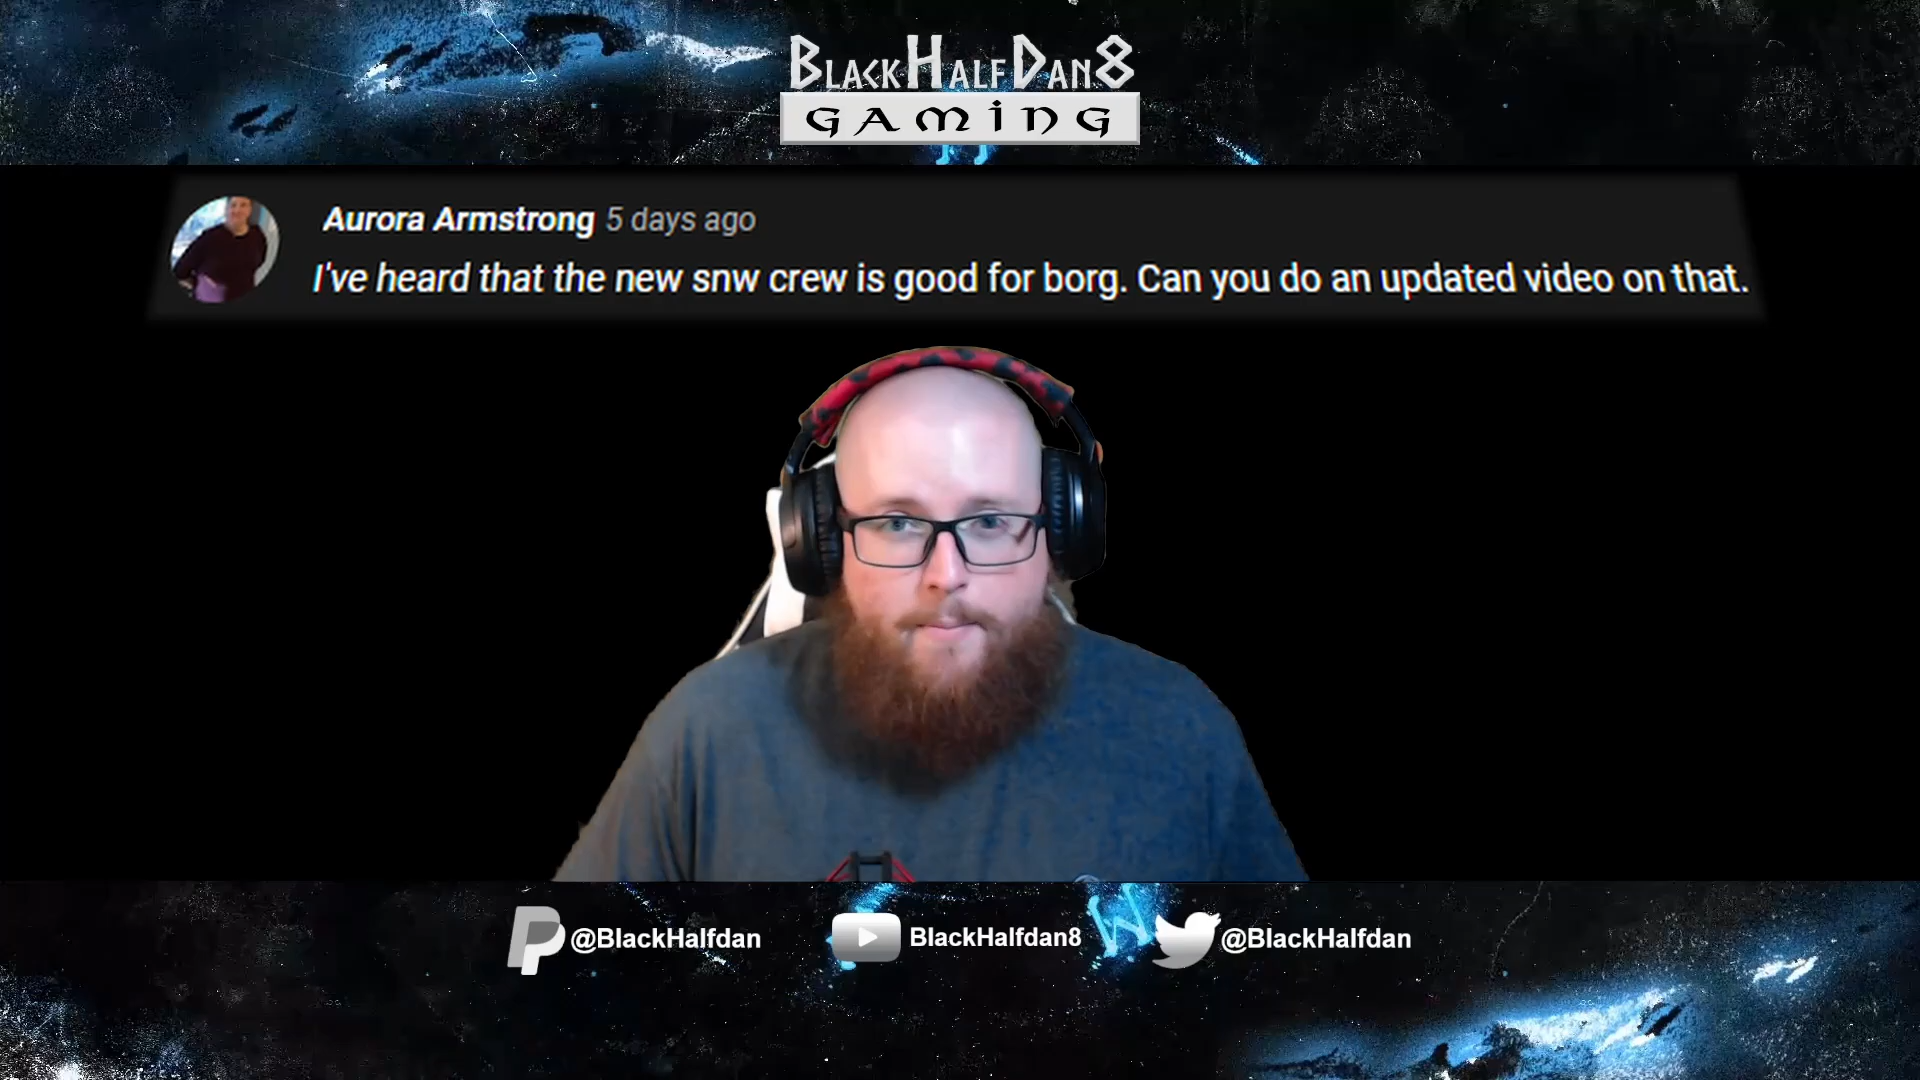 BlackHalfDan8
GAMING
Aurora Armstrong 5 days ago
I've heard that the new snw crew is good for borg. Can you do an updated video on that.
@BlackHalfdan
BlackHalfdan8
@BlackHalfdan